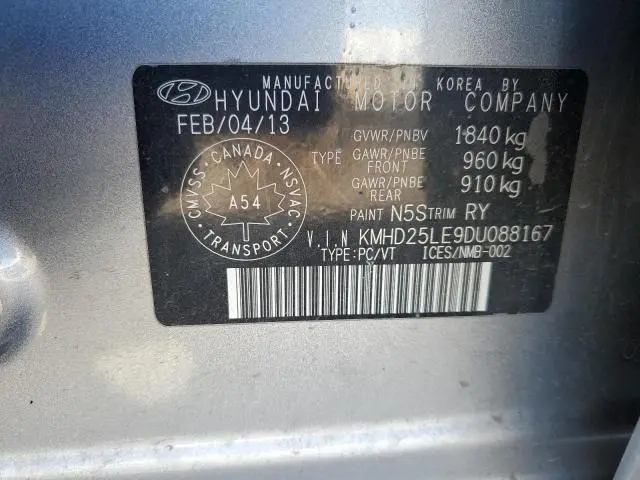 MANUFACTURED IN KOREA BY
HYUNDAI MOTOR COMPANY
FEB/04/13
GVWR/PNBV 1840 kg
TYPE GAWR/PNBE FRONT 960 kg
GAWR/PNBE REAR 910 kg
CANADA
CMVSS NSVAC
A54
TRANSPORT
PAINT N5S TRIM RY
V.I.N KMHD25LE9DU088167
TYPE:PC/VT ICES/NMB-002